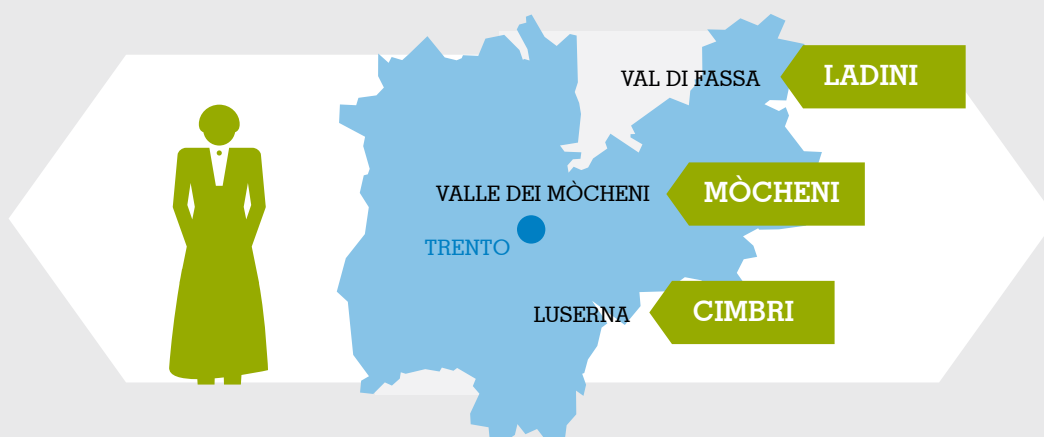 VAL DI FASSA
LADINI
VALLE DEI MÒCHENI
MÒCHENI
TRENTO
LUSERNA
CIMBRI